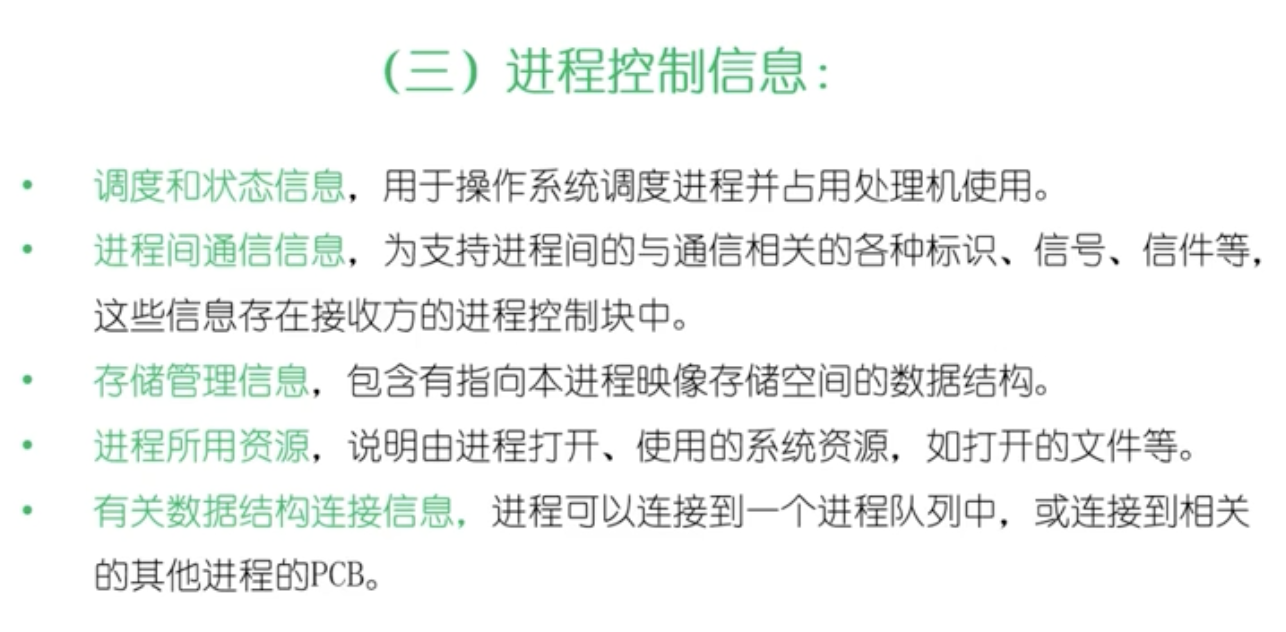 （三）进程控制信息：
• 调度和状态信息，用于操作系统调度进程并占用处理机使用。
• 进程间通信信息，为支持进程间的与通信相关的各种标识、信号、信件等，
这些信息存在接收方的进程控制块中。
• 存储管理信息，包含有指向本进程映像存储空间的数据结构。
• 进程所用资源，说明由进程打开、使用的系统资源，如打开的文件等。
• 有关数据结构连接信息，进程可以连接到一个进程队列中，或连接到相关
的其他进程的PCB。